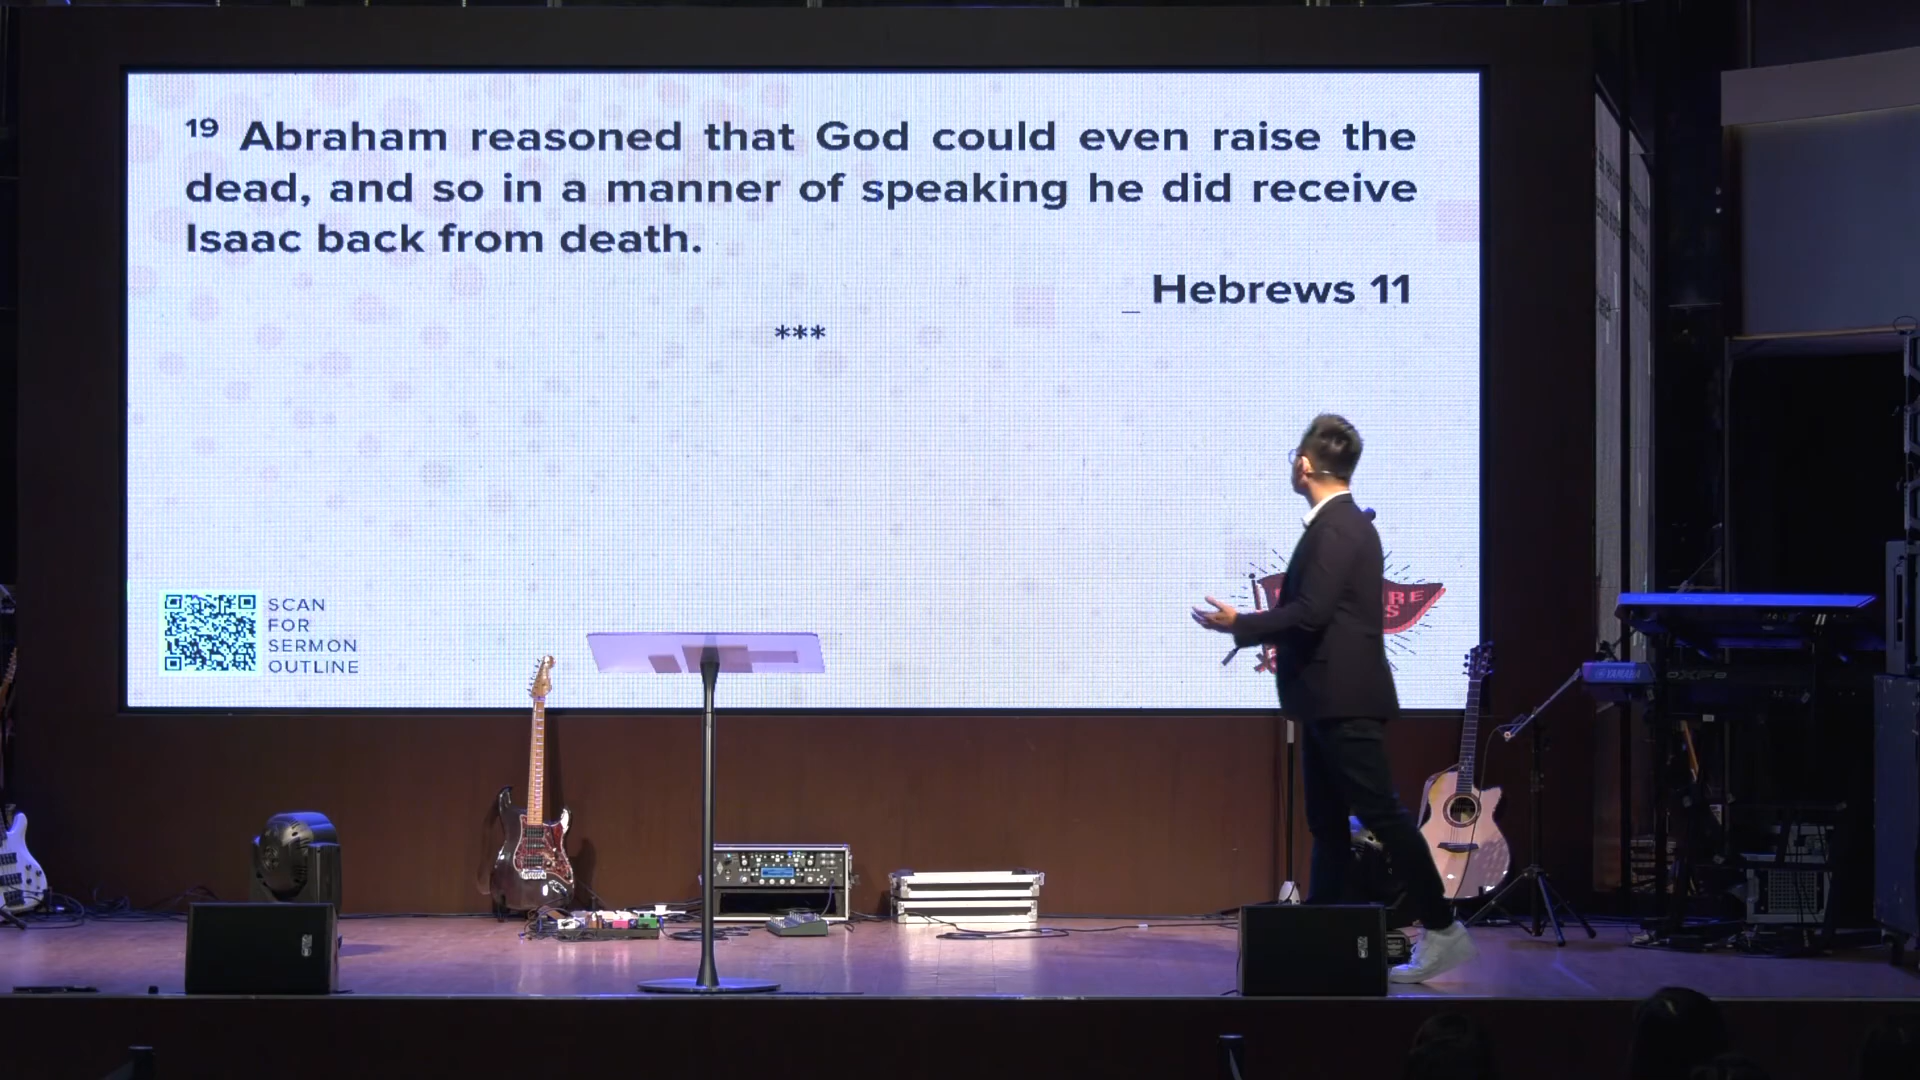 19 Abraham reasoned that God could even raise the
dead, and so in a manner of speaking he did receive
Isaac back from death.
_ Hebrews 11
***
SCAN
FOR
SERMON
OUTLINE
YAMAHA